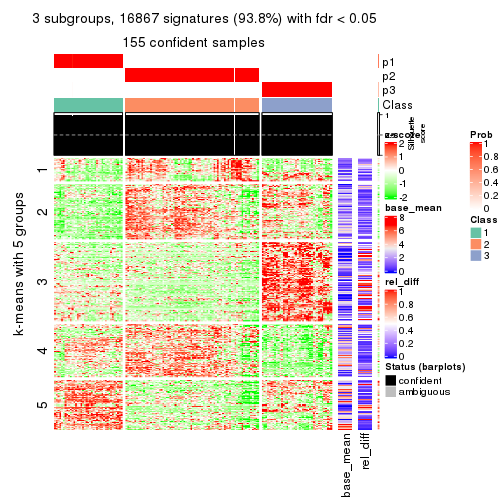 3 subgroups, 16867 signatures (93.8%) with fdr < 0.05
155 confident samples
p1
p2
p3
Class
1
Silhouette
score
k-means with 5 groups
1
2
3
4
5
base_mean
rel_diff
z-score
2
1
0
-1
-2
base_mean
8
6
4
2
0
rel_diff
1
0.8
0.6
0.4
0.2
0
Status (barplots)
confident
ambiguous
Prob
1
0.8
0.6
0.4
0.2
0
Class
1
2
3